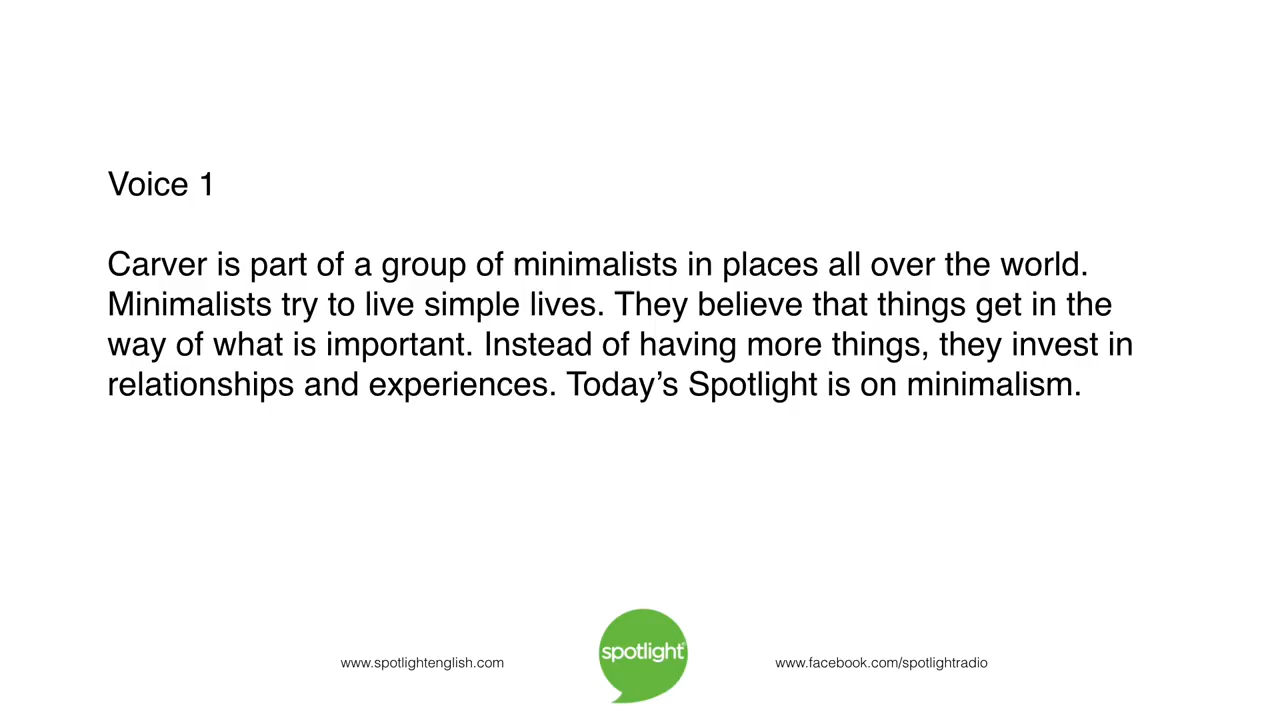 Voice 1
Carver is part of a group of minimalists in places all over the world.
Minimalists try to live simple lives. They believe that things get in the
way of what is important. Instead of having more things, they invest in
relationships and experiences. Today’s Spotlight is on minimalism.
www.spotlightenglish.com
spotlight
www.facebook.com/spotlightradio